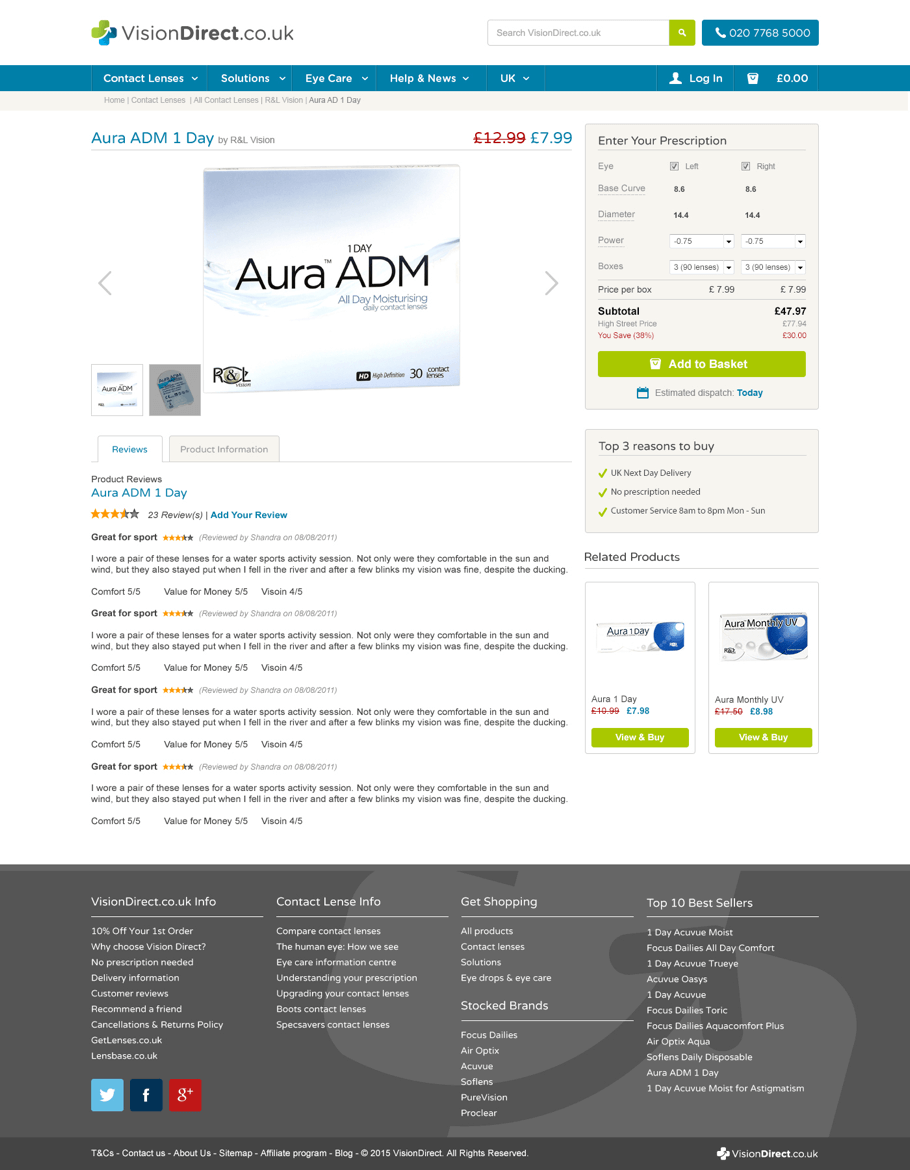 VisionDirect.co.uk
Search VisionDirect.co.uk
020 7768 5000
Contact Lenses Solutions Eye Care Help & News UK Log In £0.00
Home | Contact Lenses | All Contact Lenses | R&L Vision | Aura AD 1 Day
Aura ADM 1 Day by R&L Vision £12.99 £7.99
1 DAY
Aura™ ADM
All Day Moisturising
daily contact lenses
R&L
VISION
HD High Definition 30 contact lenses
Aura ADM
Reviews Product Information
Product Reviews
Aura ADM 1 Day
23 Review(s) | Add Your Review
Great for sport (Reviewed by Shandra on 08/08/2011)
I wore a pair of these lenses for a water sports activity session. Not only were they comfortable in the sun and
wind, but they also stayed put when I fell in the river and after a few blinks my vision was fine, despite the ducking.
Comfort 5/5 Value for Money 5/5 Visoin 4/5
Great for sport (Reviewed by Shandra on 08/08/2011)
I wore a pair of these lenses for a water sports activity session. Not only were they comfortable in the sun and
wind, but they also stayed put when I fell in the river and after a few blinks my vision was fine, despite the ducking.
Comfort 5/5 Value for Money 5/5 Visoin 4/5
Great for sport (Reviewed by Shandra on 08/08/2011)
I wore a pair of these lenses for a water sports activity session. Not only were they comfortable in the sun and
wind, but they also stayed put when I fell in the river and after a few blinks my vision was fine, despite the ducking.
Comfort 5/5 Value for Money 5/5 Visoin 4/5
Great for sport (Reviewed by Shandra on 08/08/2011)
I wore a pair of these lenses for a water sports activity session. Not only were they comfortable in the sun and
wind, but they also stayed put when I fell in the river and after a few blinks my vision was fine, despite the ducking.
Comfort 5/5 Value for Money 5/5 Visoin 4/5
Enter Your Prescription
Eye Left Right
Base Curve 8.6 8.6
Diameter 14.4 14.4
Power -0.75 -0.75
Boxes 3 (90 lenses) 3 (90 lenses)
Price per box £ 7.99 £ 7.99
Subtotal £47.97
High Street Price £77.94
You Save (38%) £30.00
Add to Basket
Estimated dispatch: Today
Top 3 reasons to buy
UK Next Day Delivery
No prescription needed
Customer Service 8am to 8pm Mon - Sun
Related Products
Aura 1 Day
Aura Monthly UV
R&L
Aura 1 Day
£10.99 £7.98
View & Buy
Aura Monthly UV
£17.50 £8.98
View & Buy
VisionDirect.co.uk Info
10% Off Your 1st Order
Why choose Vision Direct?
No prescription needed
Delivery information
Customer reviews
Recommend a friend
Cancellations & Returns Policy
GetLenses.co.uk
Lensbase.co.uk
f g+
Contact Lense Info
Compare contact lenses
The human eye: How we see
Eye care information centre
Understanding your prescription
Upgrading your contact lenses
Boots contact lenses
Specsavers contact lenses
Get Shopping
All products
Contact lenses
Solutions
Eye drops & eye care
Stocked Brands
Focus Dailies
Air Optix
Acuvue
Soflens
PureVision
Proclear
Top 10 Best Sellers
1 Day Acuvue Moist
Focus Dailies All Day Comfort
1 Day Acuvue Trueye
Acuvue Oasys
1 Day Acuvue
Focus Dailies Toric
Focus Dailies Aquacomfort Plus
Air Optix Aqua
Soflens Daily Disposable
Aura ADM 1 Day
1 Day Acuvue Moist for Astigmatism
T&Cs - Contact us - About Us - Sitemap - Affiliate program - Blog - © 2015 VisionDirect. All Rights Reserved.
VisionDirect.co.uk